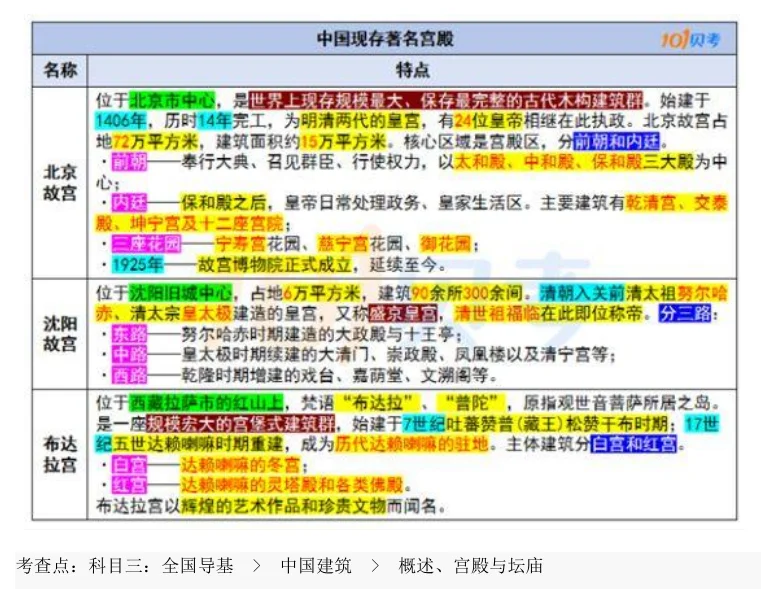 中国现存著名宫殿
101贝考
名称 特点
北京故宫
位于北京市中心，是世界上现存规模最大、保存最完整的古代木构建筑群。始建于
1406年，历时14年完工，为明清两代的皇宫，有24位皇帝相继在此执政。北京故宫占
地72万平方米，建筑面积约15万平方米。核心区域是宫殿区，分前朝和内廷。
·前朝——奉行大典、召见群臣、行使权力，以太和殿、中和殿、保和殿三大殿为中
心；
·内廷——保和殿之后，皇帝日常处理政务、皇家生活区。主要建筑有乾清宫、交泰
殿、坤宁宫及十二座宫院；
·三座花园——宁寿宫花园、慈宁宫花园、御花园；
·1925年——故宫博物院正式成立，延续至今。
沈阳故宫
位于沈阳旧城中心，占地6万平方米，建筑90余所300余间。清朝入关前清太祖努尔哈
赤、清太宗皇太极建造的皇宫，又称盛京皇宫，清世祖福临在此即位称帝。分三路：
·东路——努尔哈赤时期建造的大政殿与十王亭；
·中路——皇太极时期续建的大清门、崇政殿、凤凰楼以及清宁宫等；
·西路——乾隆时期增建的戏台、嘉荫堂、文溯阁等。
布达拉宫
位于西藏拉萨市的红山上，梵语“布达拉”、“普陀”，原指观世音菩萨所居之岛。
是一座规模宏大的宫堡式建筑群，始建于7世纪吐蕃赞普(藏王)松赞干布时期；17世
纪五世达赖喇嘛时期重建，成为历代达赖喇嘛的驻地。主体建筑分白宫和红宫。
·白宫——达赖喇嘛的冬宫；
·红宫——达赖喇嘛的灵塔殿和各类佛殿。
布达拉宫以辉煌的艺术作品和珍贵文物而闻名。
考查点：科目三：全国导基 > 中国建筑 > 概述、宫殿与坛庙